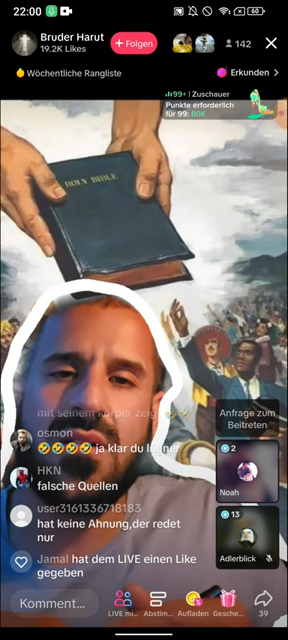 22:00
60
Bruder Harut
19.2K Likes
+ Folgen
142
Wöchentliche Rangliste
Erkunden >
99+ | Zuschauer
Punkte erforderlich
für 99: 80K
HOLY BIBLE
mit seinem körper zeig
Anfrage zum
Beitreten
osmon
🤣🤣🤣🤣 ja klar du lügner
2
Noah
HKN
falsche Quellen
user3161336718183
hat keine Ahnung,der redet
nur
13
Adlerblick
Jamal hat dem LIVE einen Like
gegeben
Komment...
LIVE mi...
Abstim...
Aufladen
Gesche...
39